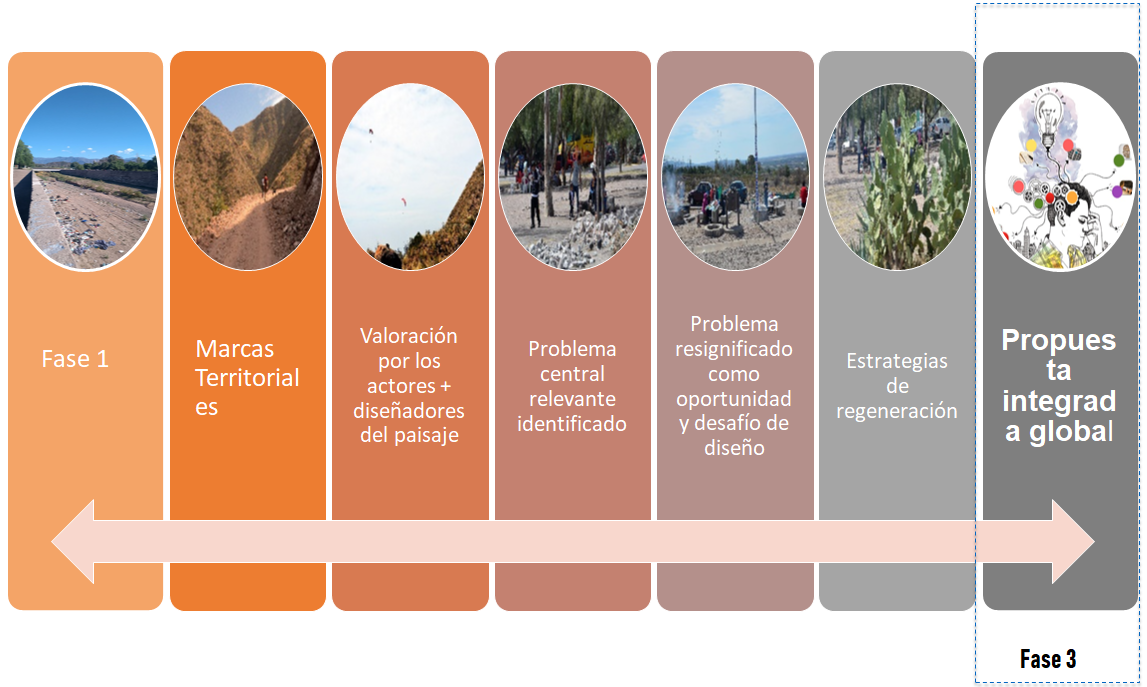 Fase 1
Marcas
Territorial
es
Valoración
por los
actores +
diseñadores
del paisaje
Problema
central
relevante
identificado
Problema
resignificado
como
oportunidad
y desafío de
diseño
Estrategias
de
regeneración
Propues
ta
integrad
a global
Fase 3